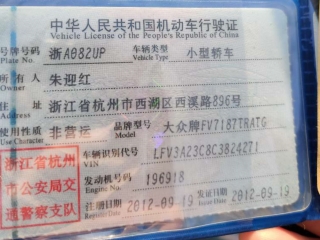 中华人民共和国机动车行驶证
Vehicle License of the People's Republic of China
号牌号码 浙A082UP 车辆类型 小型轿车
Plate No. Vehicle Type
所有人 朱迎红
Owner
住址 浙江省杭州市西湖区西溪路896号
Address
使用性质 非营运 品牌型号 大众牌FV7187TRATG
Use Character Model
浙江省杭州市公安局交通警察支队
车辆识别代号 LFV3A23C8C3824271
VIN
发动机号码 196918
Engine No.
注册日期 2012-09-19 发证日期 2012-09-19
Register Date Issue Date